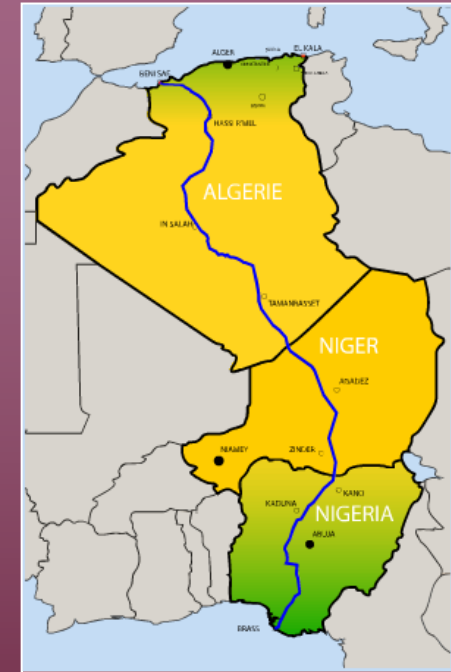 ALGER
EL KALA
BENI SAF
HASSI R'MEL
ALGERIE
IN SALAH
TAMANRASSET
NIGER
AGADEZ
NIAMEY
ZINDER
KANO
KADUNA
NIGERIA
ABUJA
BRASS